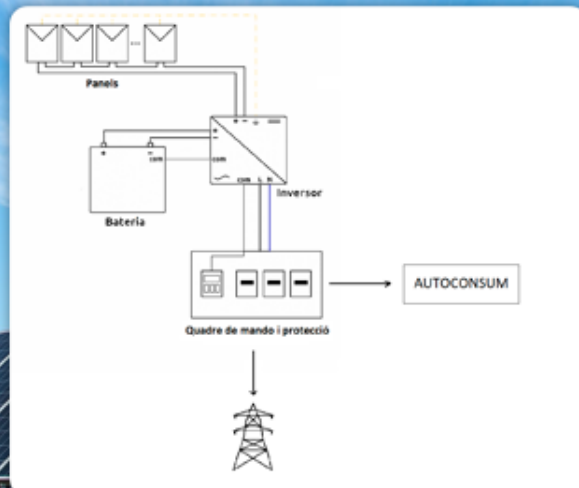 ...
Panels
+ - 
+
-
+ -
com
com
com L N
Inversor
Bateria
AUTOCONSUM
Quadre de mando i protecció